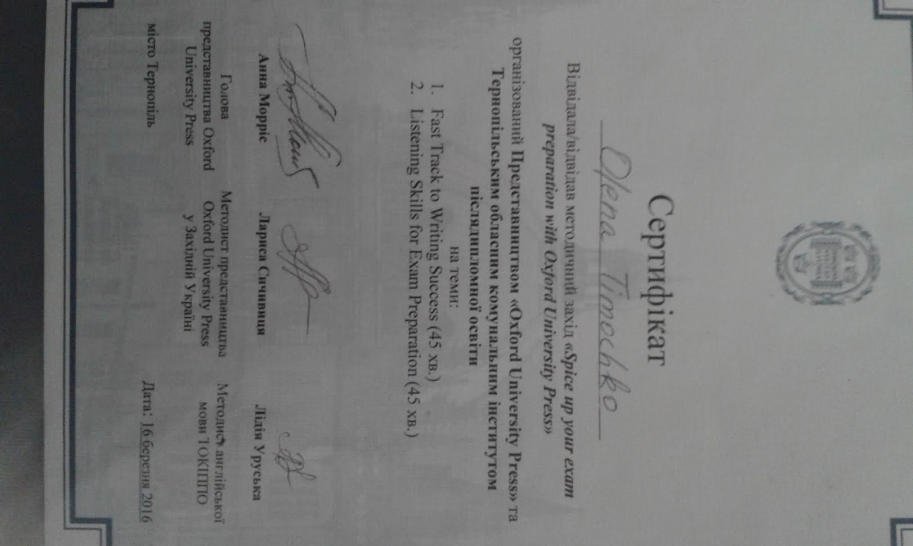 Сертифікат
Olena Timochko
Відвідала/відвідав методичний захід «Spice up your exam
preparation with Oxford University Press»
організований Представництвом «Oxford University Press» та
Тернопільським обласним комунальним інститутом
післядипломної освіти
на теми:
1. Fast Track to Writing Success (45 хв.)
2. Listening Skills for Exam Preparation (45 хв.)
Анна Морріс
Голова
представництва Oxford
University Press
Лариса Сичивиця
Методист представництва
Oxford University Press
у Західній Україні
Лідія Уруська
Методист англійської
мови ТОКІППО
місто Тернопіль
Дата: 16 березня 2016